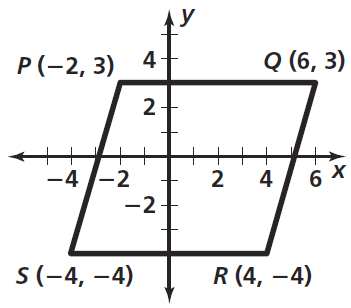 y
P (−2, 3)
4
Q (6, 3)
2
−4
−2
2
4
6
x
−2
S (−4, −4)
R (4, −4)